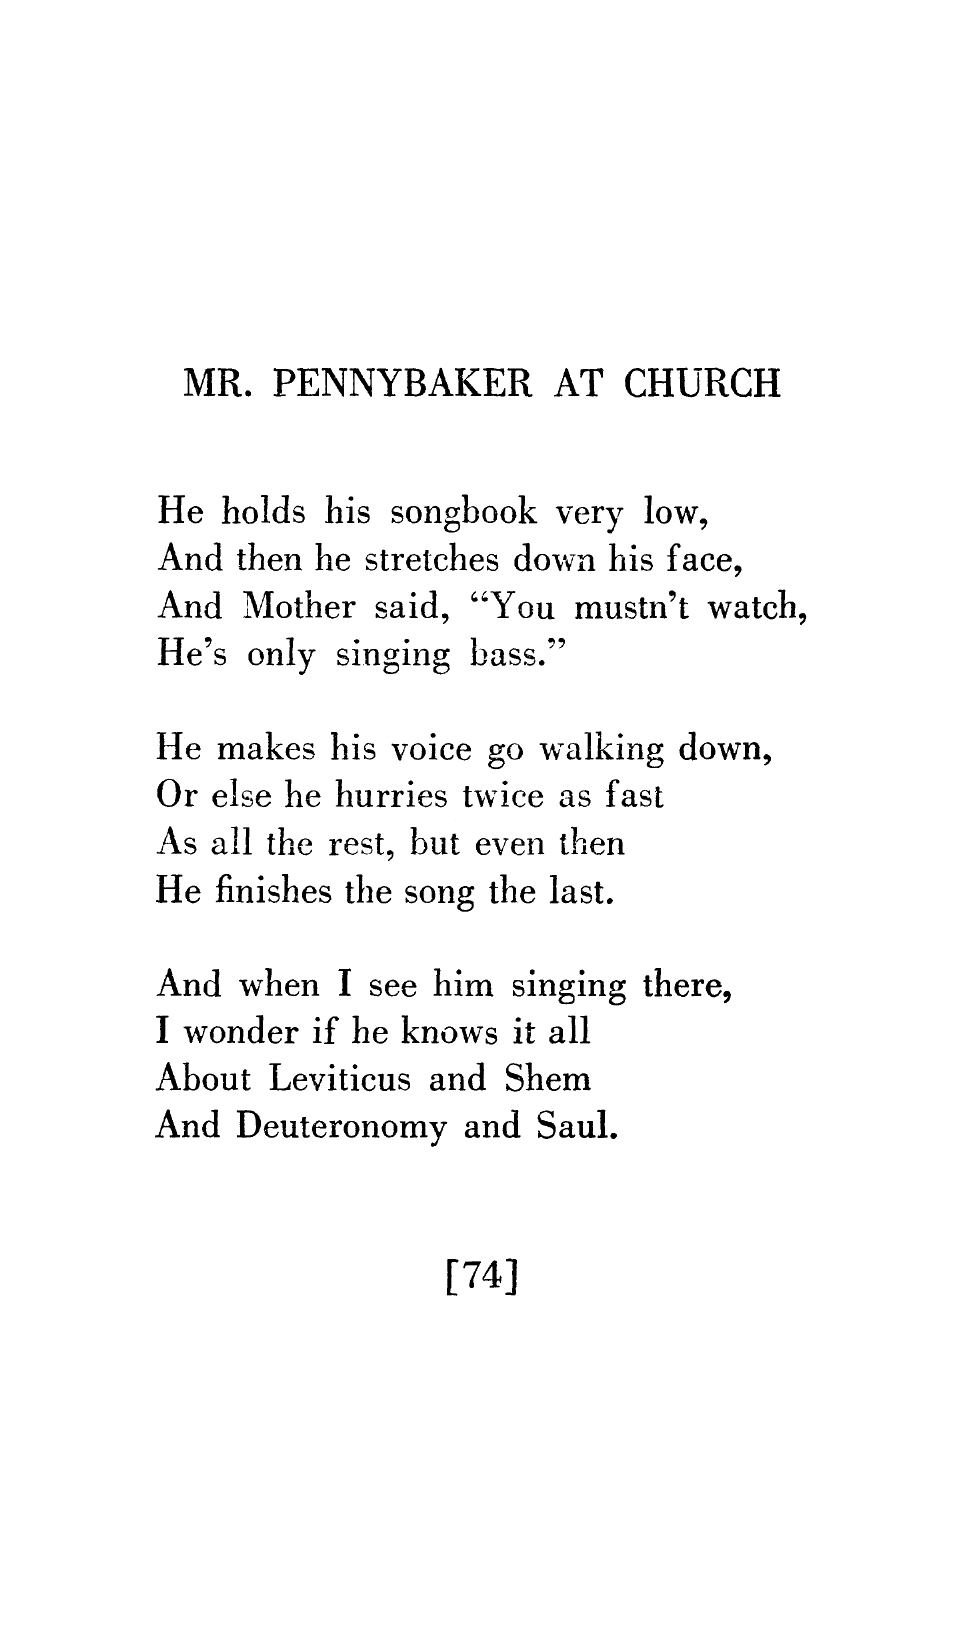 MR. PENNYBAKER AT CHURCH
He holds his songbook very low,
And then he stretches down his face,
And Mother said, “You mustn’t watch,
He’s only singing bass.”
He makes his voice go walking down,
Or else he hurries twice as fast
As all the rest, but even then
He finishes the song the last.
And when I see him singing there,
I wonder if he knows it all
About Leviticus and Shem
And Deuteronomy and Saul.
[74]